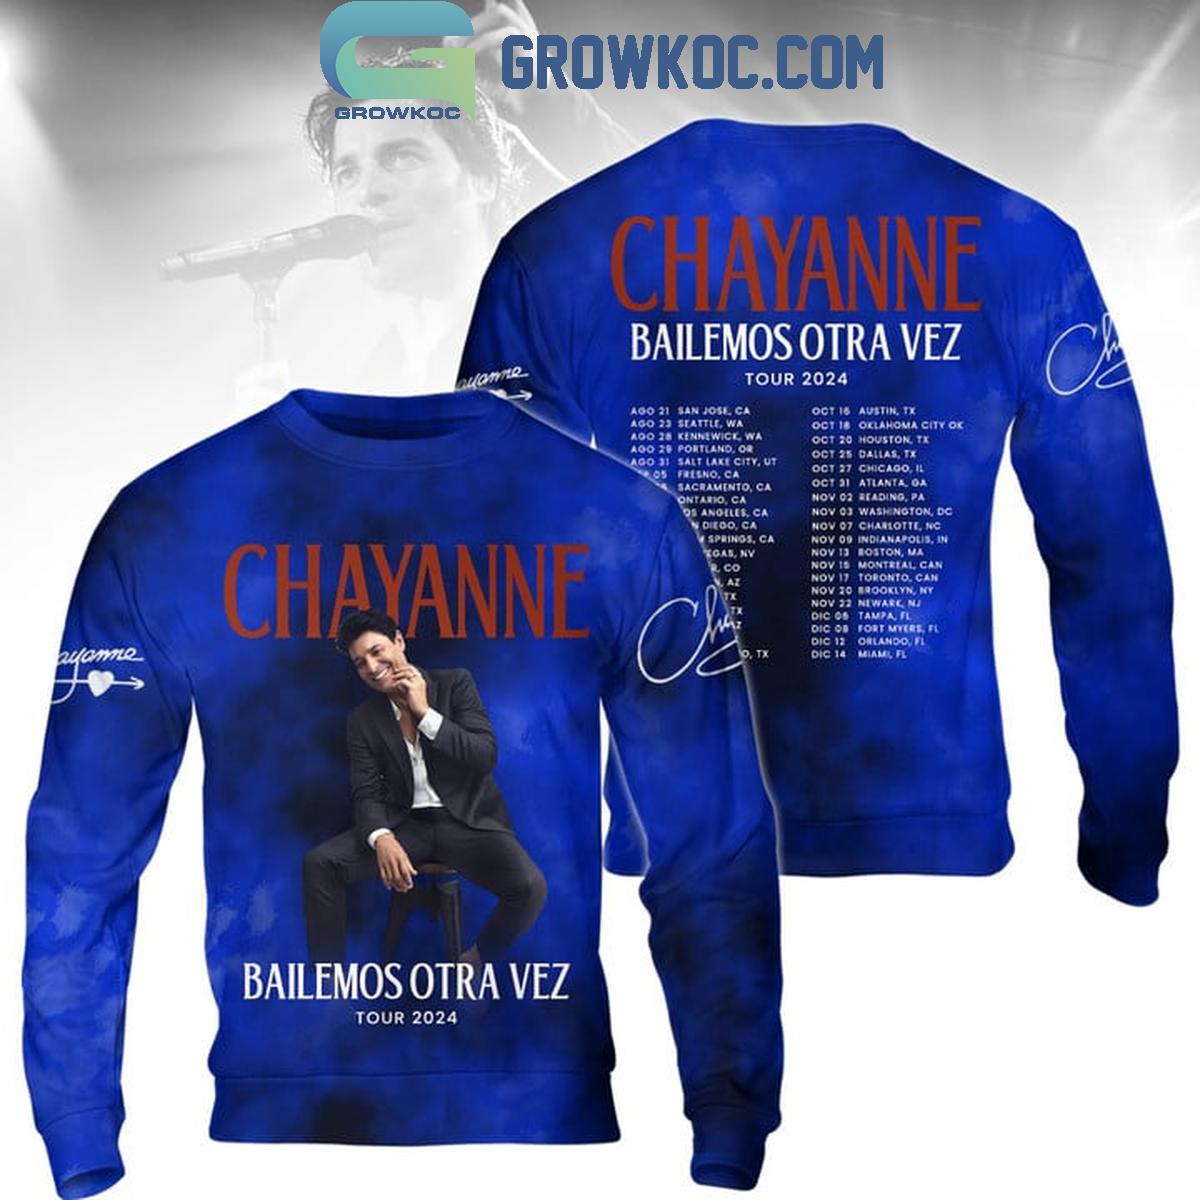 GROWKOC
GROWKOC.COM
CHAYANNE
BAILEMOS OTRA VEZ
TOUR 2024
AGO 21 SAN JOSE, CA
AGO 23 SEATTLE, WA
AGO 28 KENNEWICK, WA
AGO 29 PORTLAND, OR
AGO 31 SALT LAKE CITY, UT
05 FRESNO, CA
SACRAMENTO, CA
ONTARIO, CA
ANGELES, CA
DIEGO, CA
SPRINGS, CA
NV
CO
AZ
TX
TX
TX
OCT 16 AUSTIN, TX
OCT 18 OKLAHOMA CITY OK
OCT 20 HOUSTON, TX
OCT 25 DALLAS, TX
OCT 27 CHICAGO, IL
OCT 31 ATLANTA, GA
NOV 02 READING, PA
NOV 03 WASHINGTON, DC
NOV 07 CHARLOTTE, NC
NOV 09 INDIANAPOLIS, IN
NOV 13 BOSTON, MA
NOV 15 MONTREAL, CAN
NOV 17 TORONTO, CAN
NOV 20 BROOKLYN, NY
NOV 22 NEWARK, NJ
DIC 05 TAMPA, FL
DIC 08 FORT MYERS, FL
DIC 12 ORLANDO, FL
DIC 14 MIAMI, FL
CHAYANNE
BAILEMOS OTRA VEZ
TOUR 2024